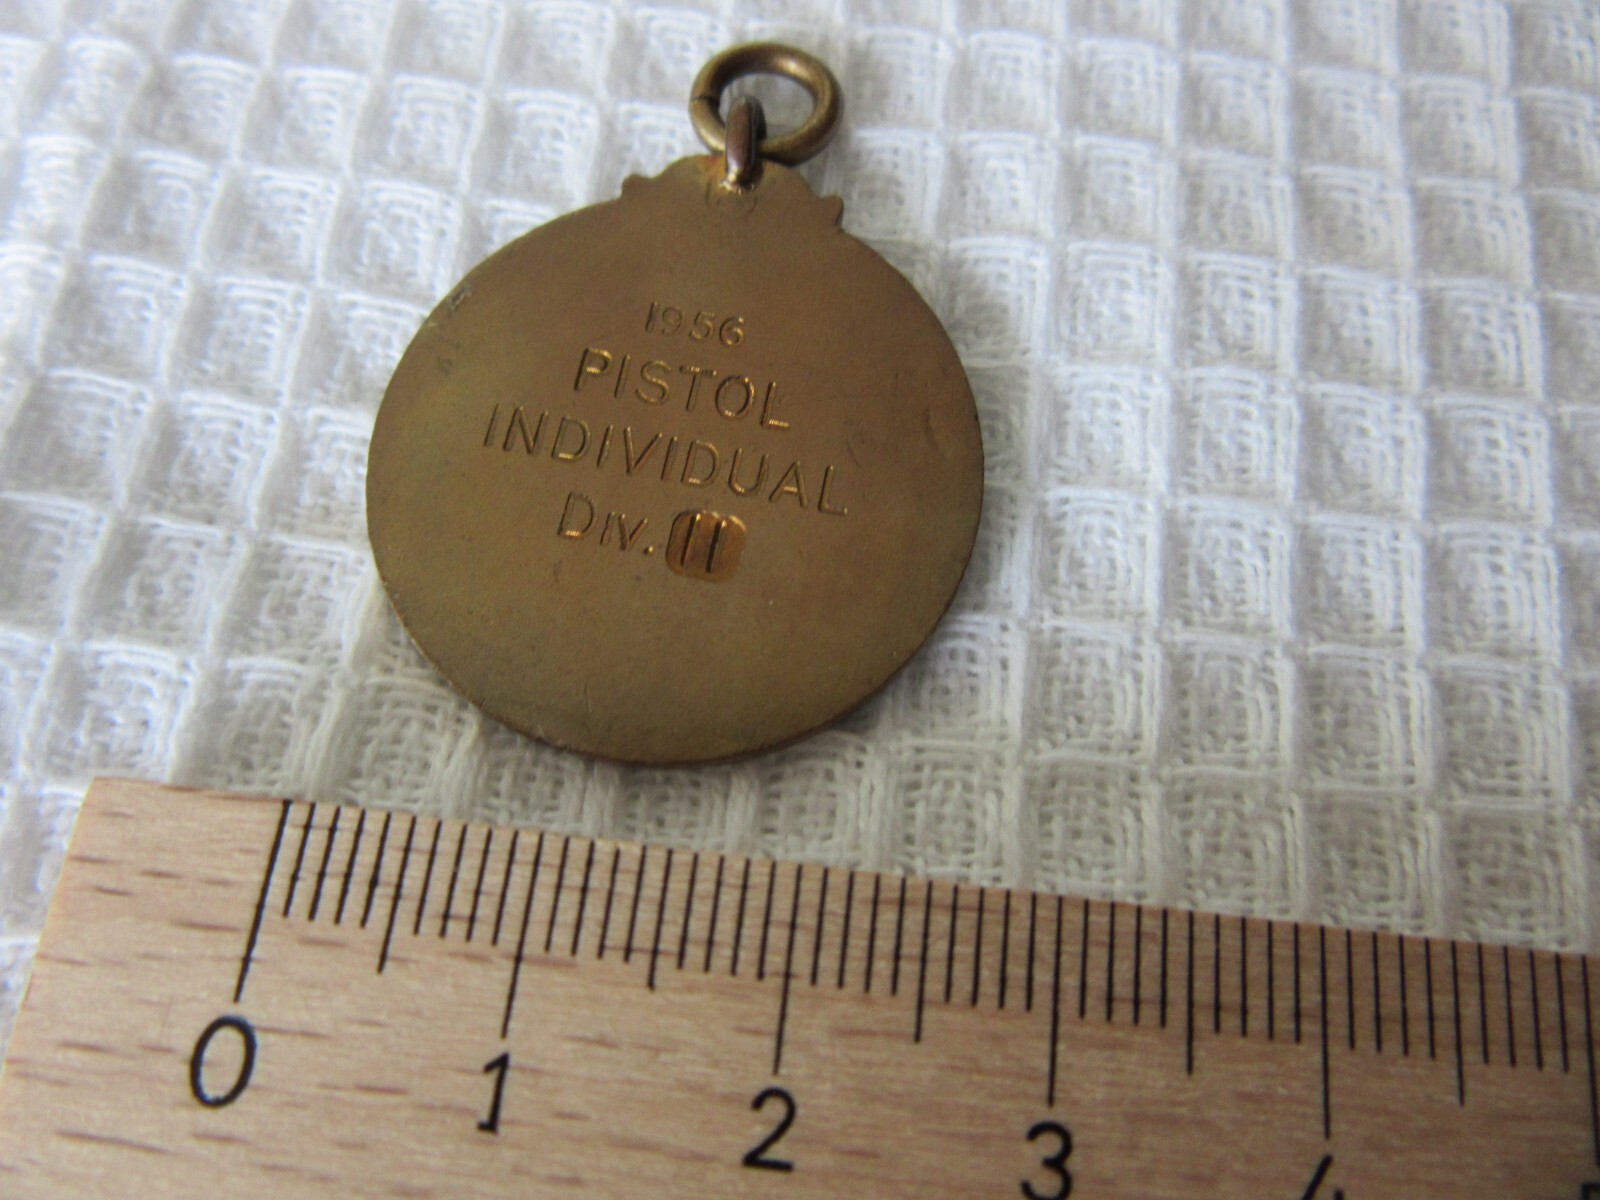 1956
PISTOL
INDIVIDUAL
Div. II
0 1 2 3 4